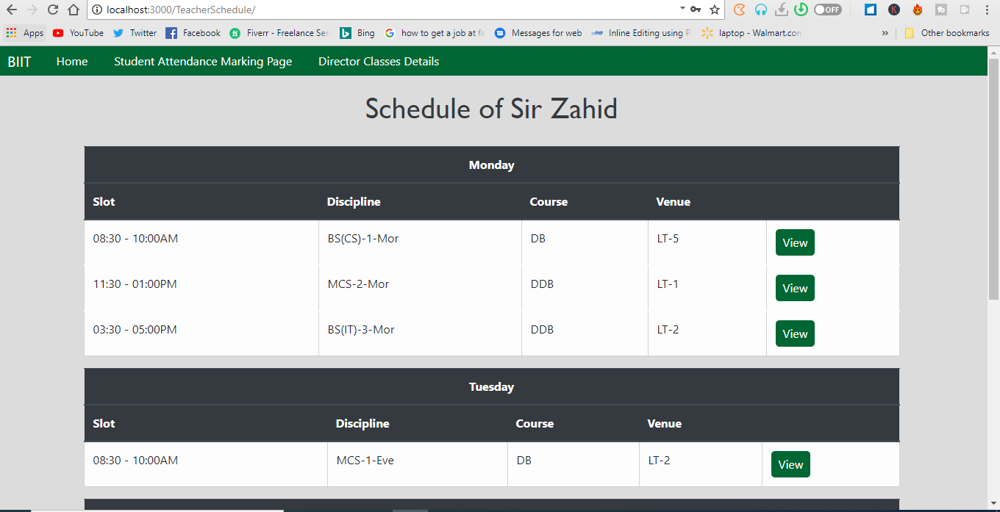 localhost:3000/TeacherSchedule/
OFF
Apps YouTube Twitter Facebook Fiverr - Freelance Ser Bing how to get a job at fa Messages for web Inline Editing using P laptop - Walmart.com » Other bookmarks
BIIT Home Student Attendance Marking Page Director Classes Details
Schedule of Sir Zahid
Monday
Slot Discipline Course Venue
08:30 - 10:00AM BS(CS)-1-Mor DB LT-5 View
11:30 - 01:00PM MCS-2-Mor DDB LT-1 View
03:30 - 05:00PM BS(IT)-3-Mor DDB LT-2 View
Tuesday
Slot Discipline Course Venue
08:30 - 10:00AM MCS-1-Eve DB LT-2 View